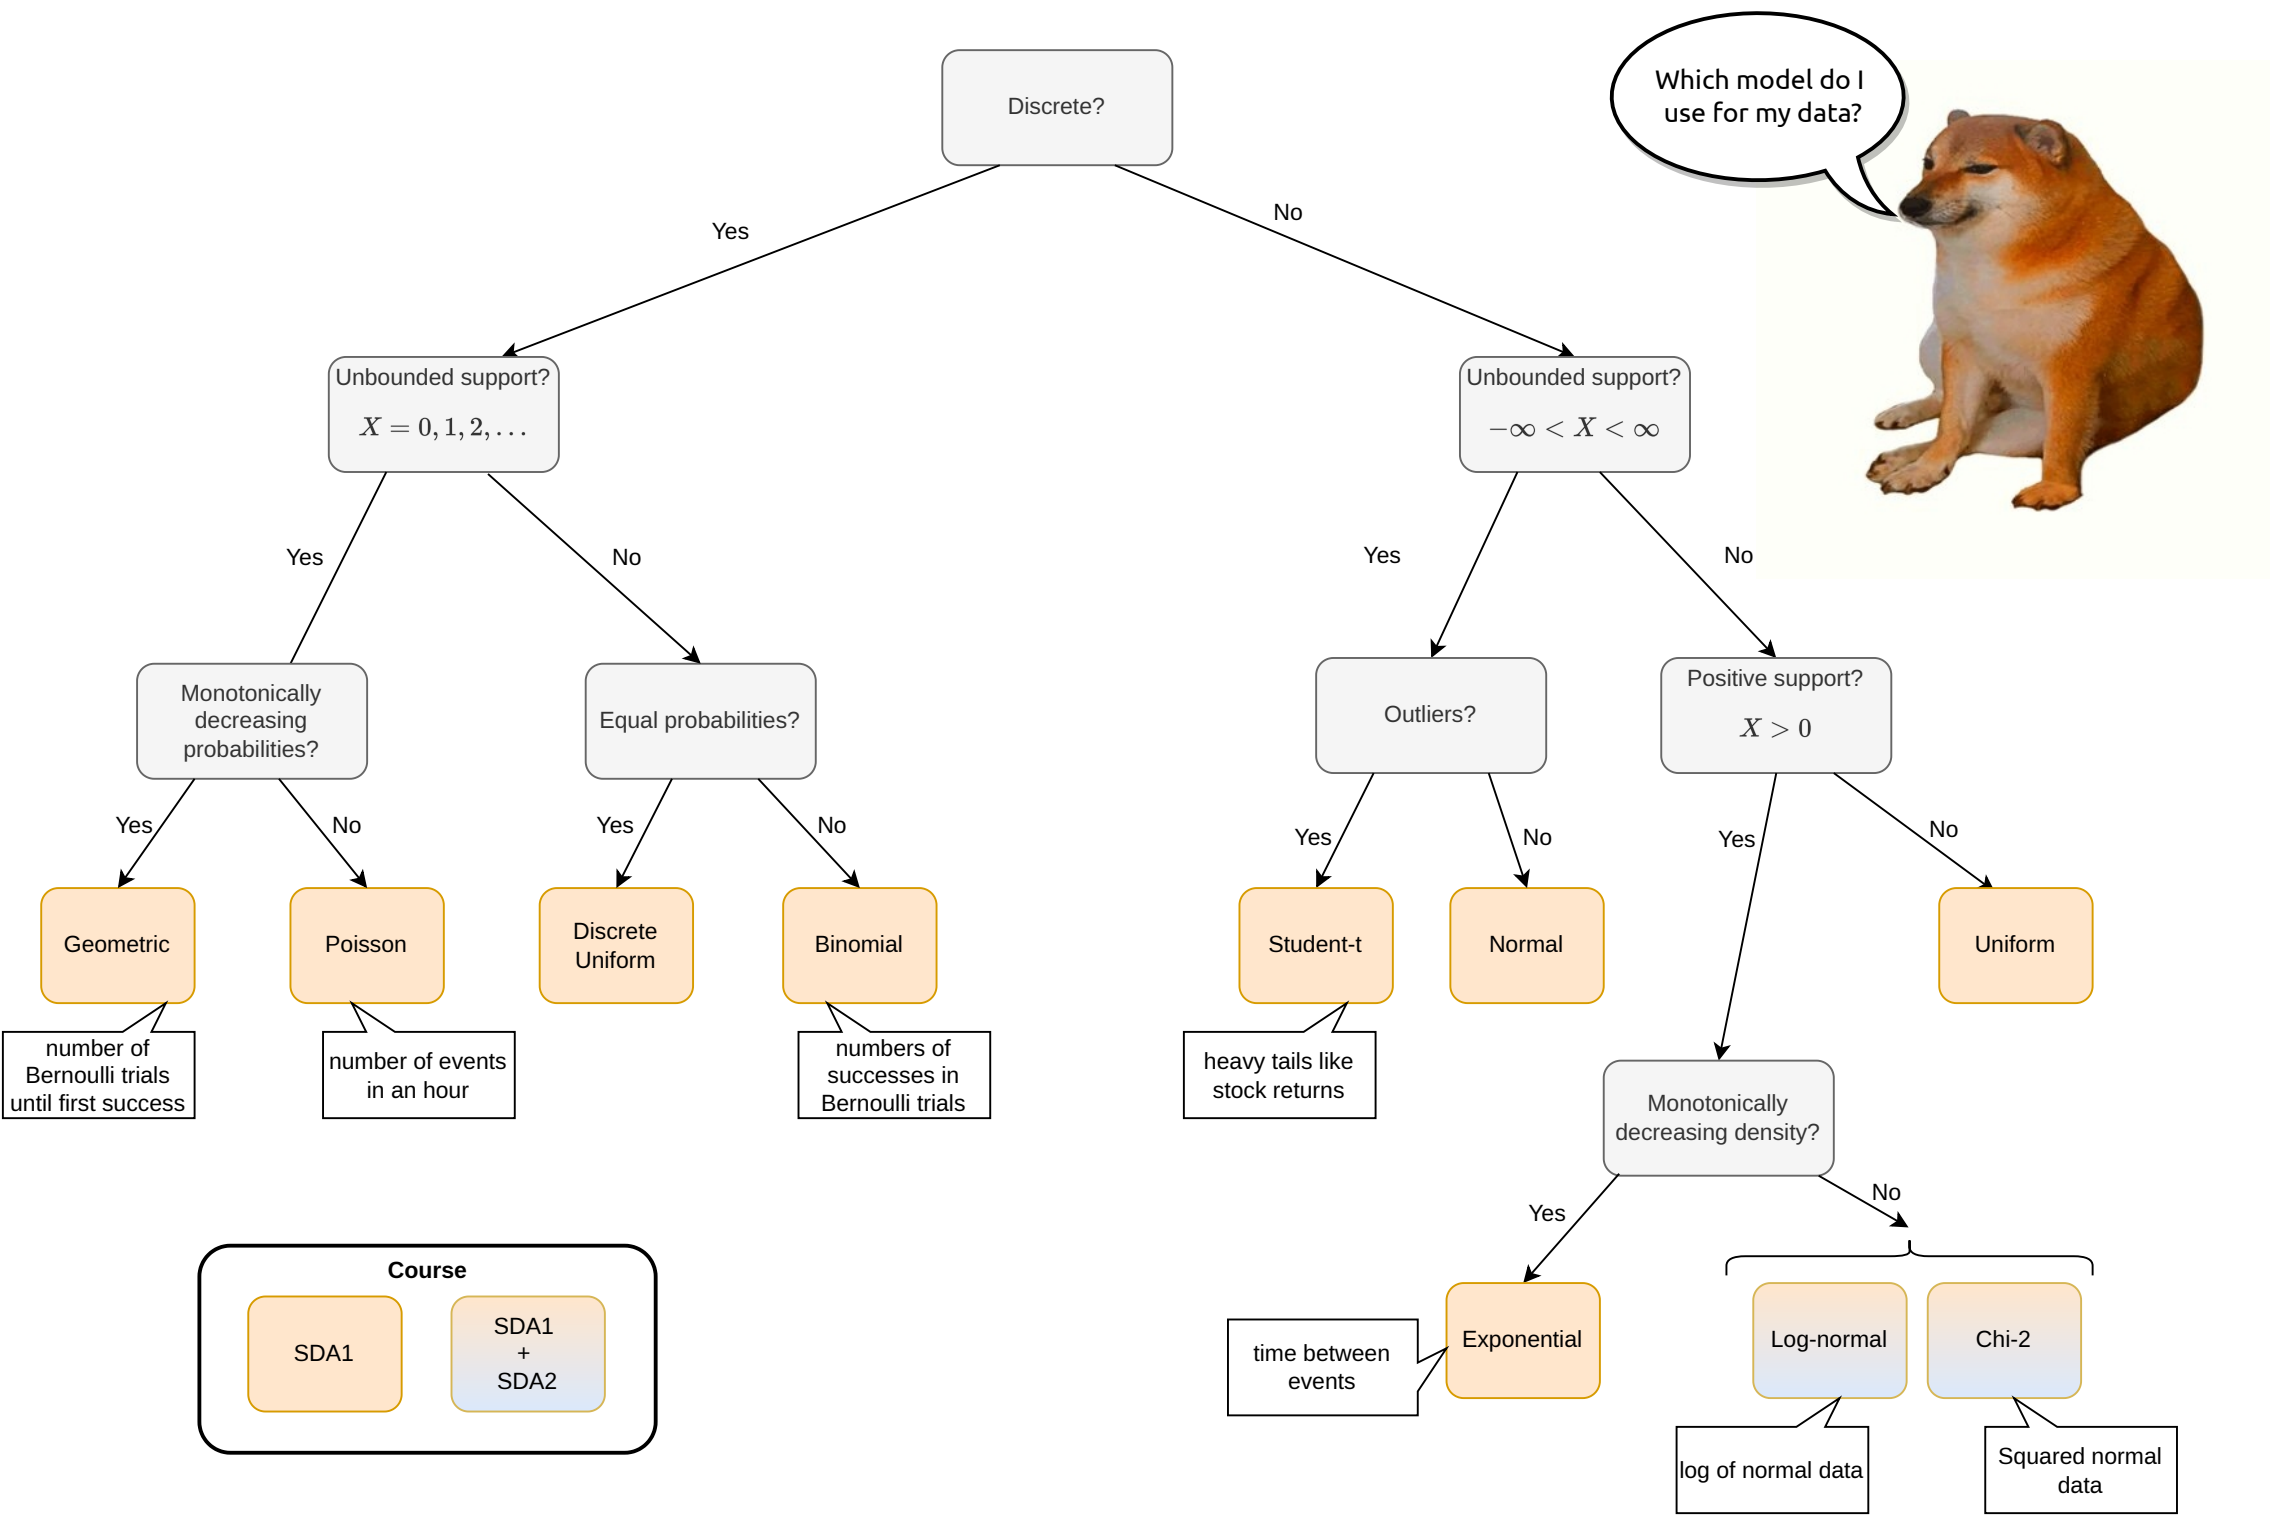 Which model do I
use for my data?
Discrete?
Yes
No
Unbounded support?
X = 0, 1, 2, . . .
Unbounded support?
−∞ < X < ∞
Yes
No
Yes
No
Monotonically
decreasing
probabilities?
Equal probabilities?
Outliers?
Positive support?
X > 0
Yes
No
Yes
No
Yes
No
Yes
No
Geometric
Poisson
Discrete
Uniform
Binomial
Student-t
Normal
Uniform
number of
Bernoulli trials
until first success
number of events
in an hour
numbers of
successes in
Bernoulli trials
heavy tails like
stock returns
Monotonically
decreasing density?
Yes
No
Course
SDA1
SDA1
+
SDA2
time between
events
Exponential
Log-normal
Chi-2
log of normal data
Squared normal
data